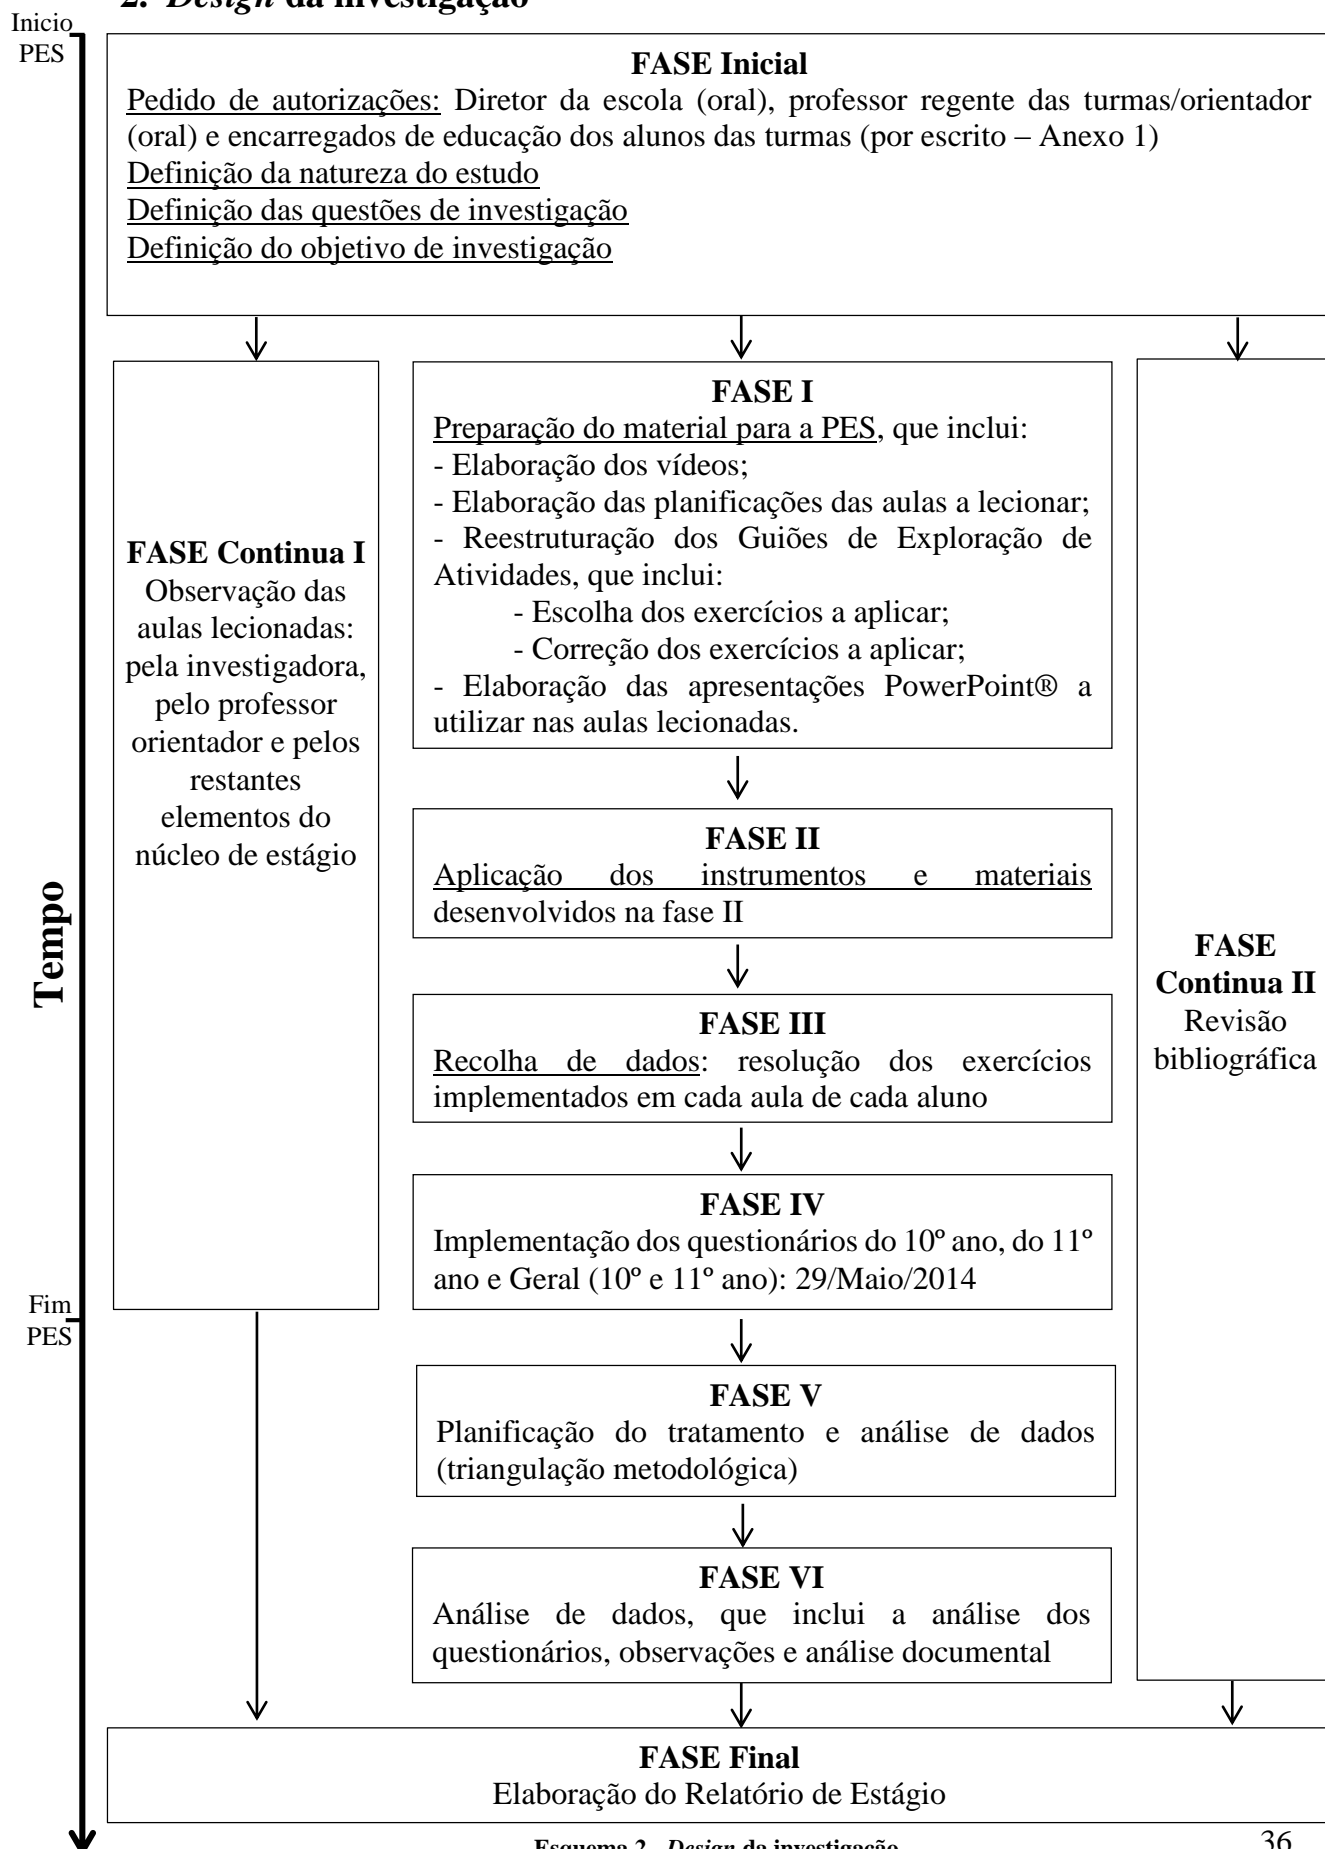 2. Design da investigação
Inicio
PES
FASE Inicial
Pedido de autorizações: Diretor da escola (oral), professor regente das turmas/orientador
(oral) e encarregados de educação dos alunos das turmas (por escrito – Anexo 1)
Definição da natureza do estudo
Definição das questões de investigação
Definição do objetivo de investigação
FASE Continua I
Observação das
aulas lecionadas:
pela investigadora,
pelo professor
orientador e pelos
restantes
elementos do
núcleo de estágio
FASE I
Preparação do material para a PES, que inclui:
- Elaboração dos vídeos;
- Elaboração das planificações das aulas a lecionar;
- Reestruturação dos Guiões de Exploração de
Atividades, que inclui:
- Escolha dos exercícios a aplicar;
- Correção dos exercícios a aplicar;
- Elaboração das apresentações PowerPoint® a
utilizar nas aulas lecionadas.
FASE II
Aplicação dos instrumentos e materiais
desenvolvidos na fase II
FASE III
Recolha de dados: resolução dos exercícios
implementados em cada aula de cada aluno
FASE IV
Implementação dos questionários do 10º ano, do 11º
ano e Geral (10º e 11º ano): 29/Maio/2014
FASE V
Planificação do tratamento e análise de dados
(triangulação metodológica)
FASE VI
Análise de dados, que inclui a análise dos
questionários, observações e análise documental
FASE
Continua II
Revisão
bibliográfica
Tempo
Fim
PES
FASE Final
Elaboração do Relatório de Estágio
Esquema 2 - Design da investigação
36